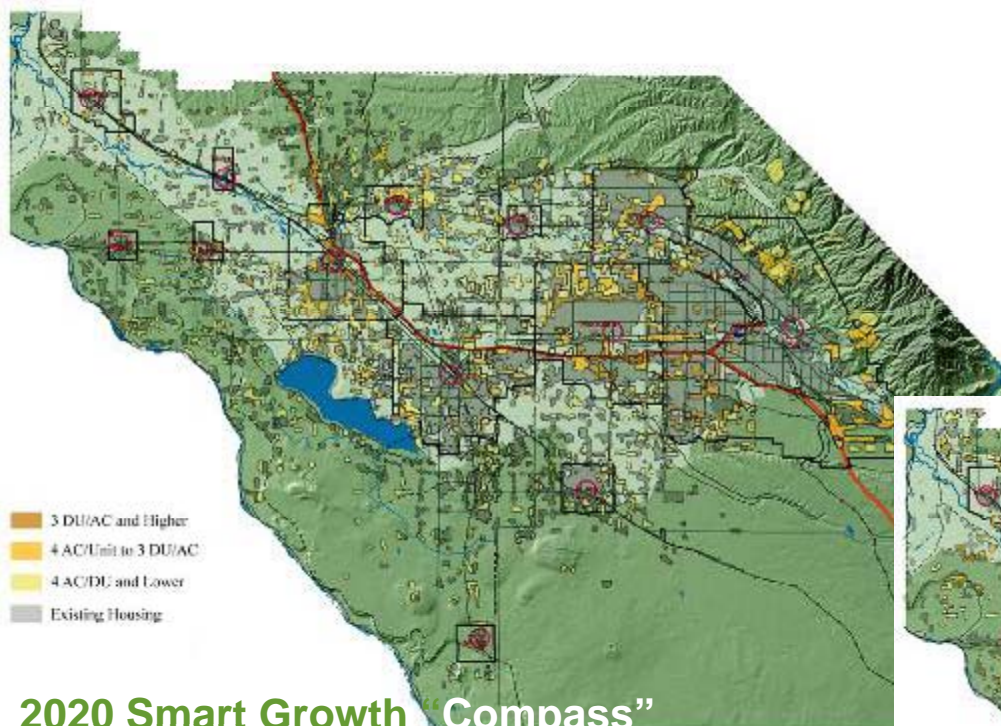 3 DU/AC and Higher
4 AC/Unit to 3 DU/AC
4 AC/DU and Lower
Existing Housing
2020 Smart Growth “Compass”